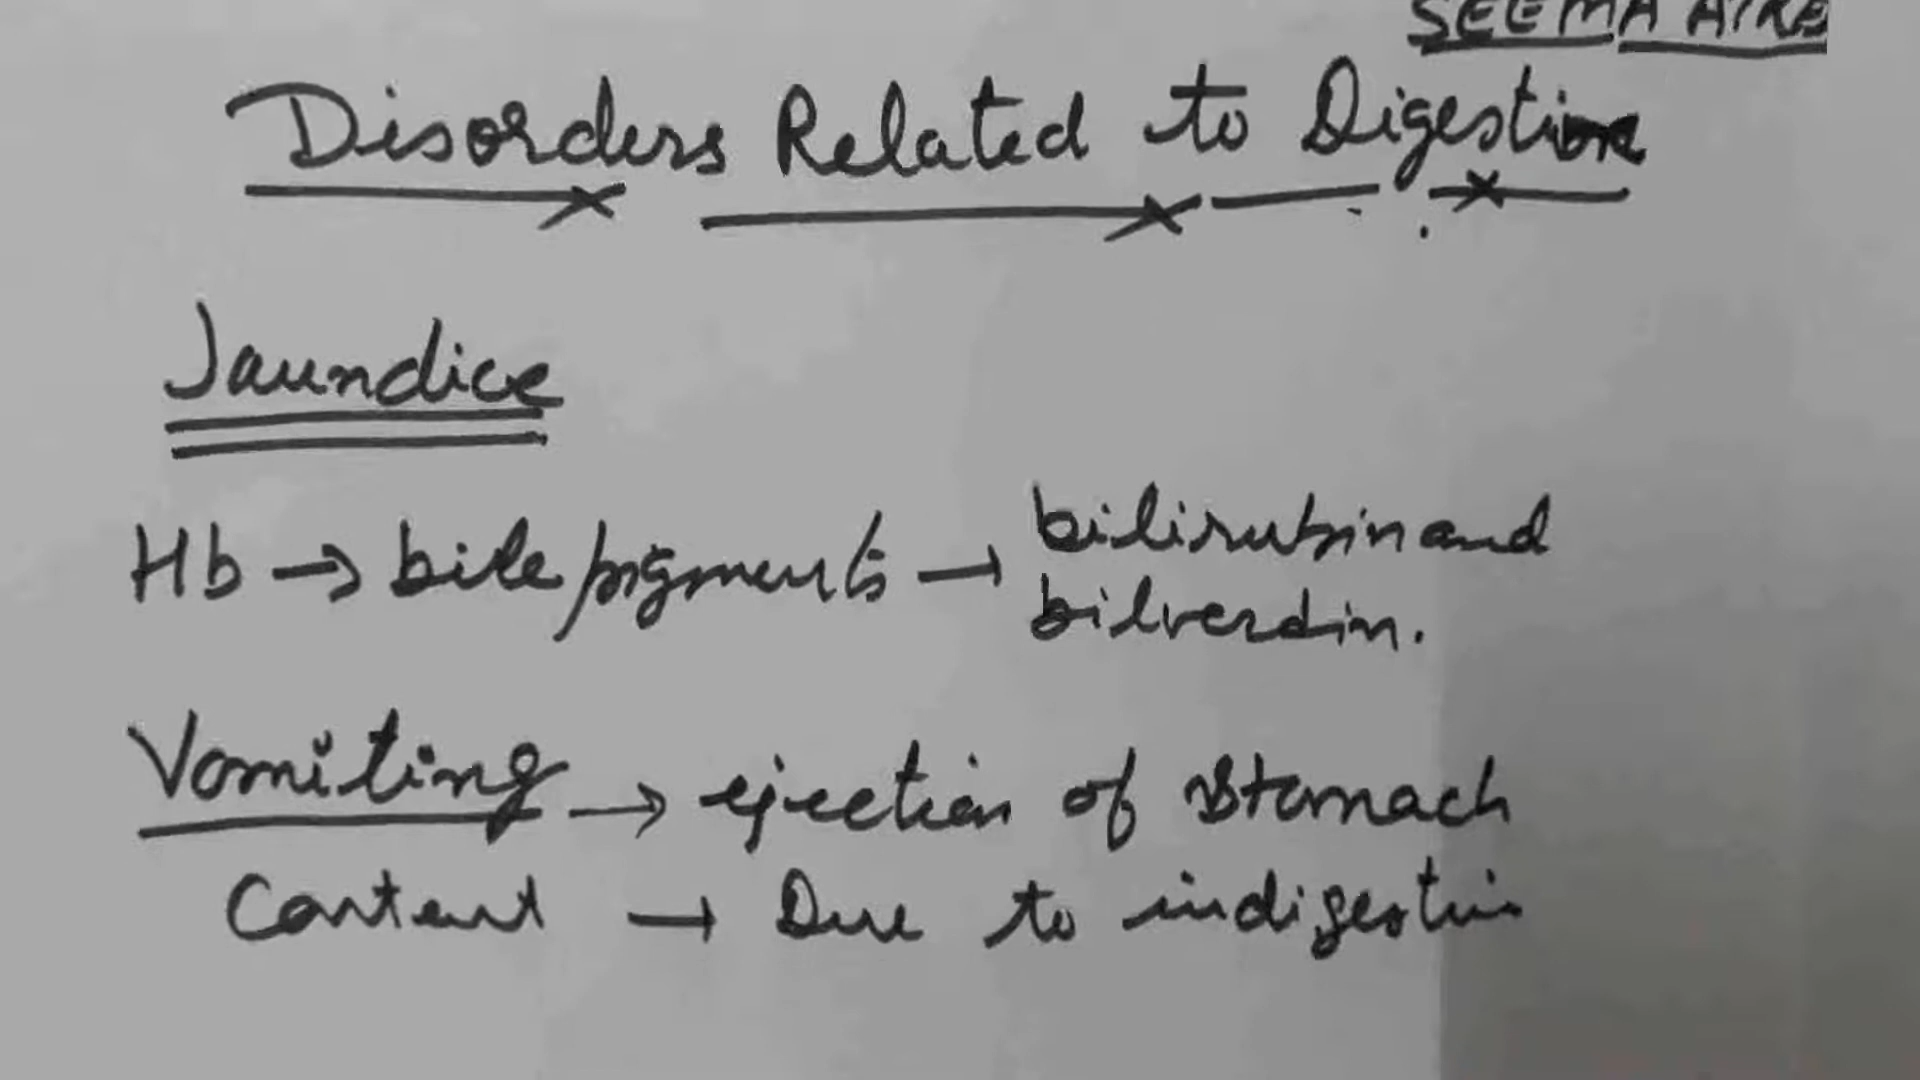 SEEMA
Disorders Related to Digestion
Jaundice
Hb → bile pigments → bilirubin and
bilverdin.
Vomiting → ejection of stomach
Content → Due to indigestion